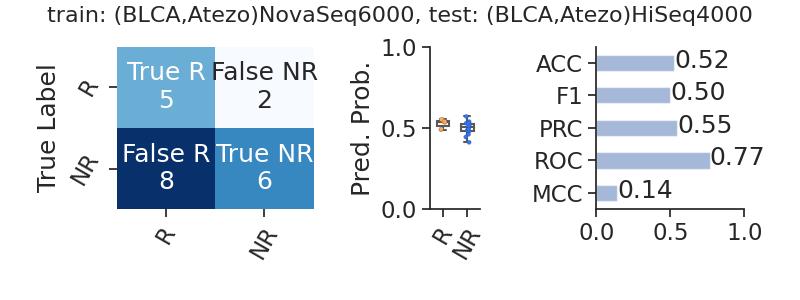 train: (BLCA,Atezo)NovaSeq6000, test: (BLCA,Atezo)HiSeq4000
True Label
R
NR
True R
5
False NR
2
False R
8
True NR
6
R
NR
Pred. Prob.
1.0
0.5
0.0
R
NR
ACC
0.52
F1
0.50
PRC
0.55
ROC
0.77
MCC
0.14
0.0
0.5
1.0